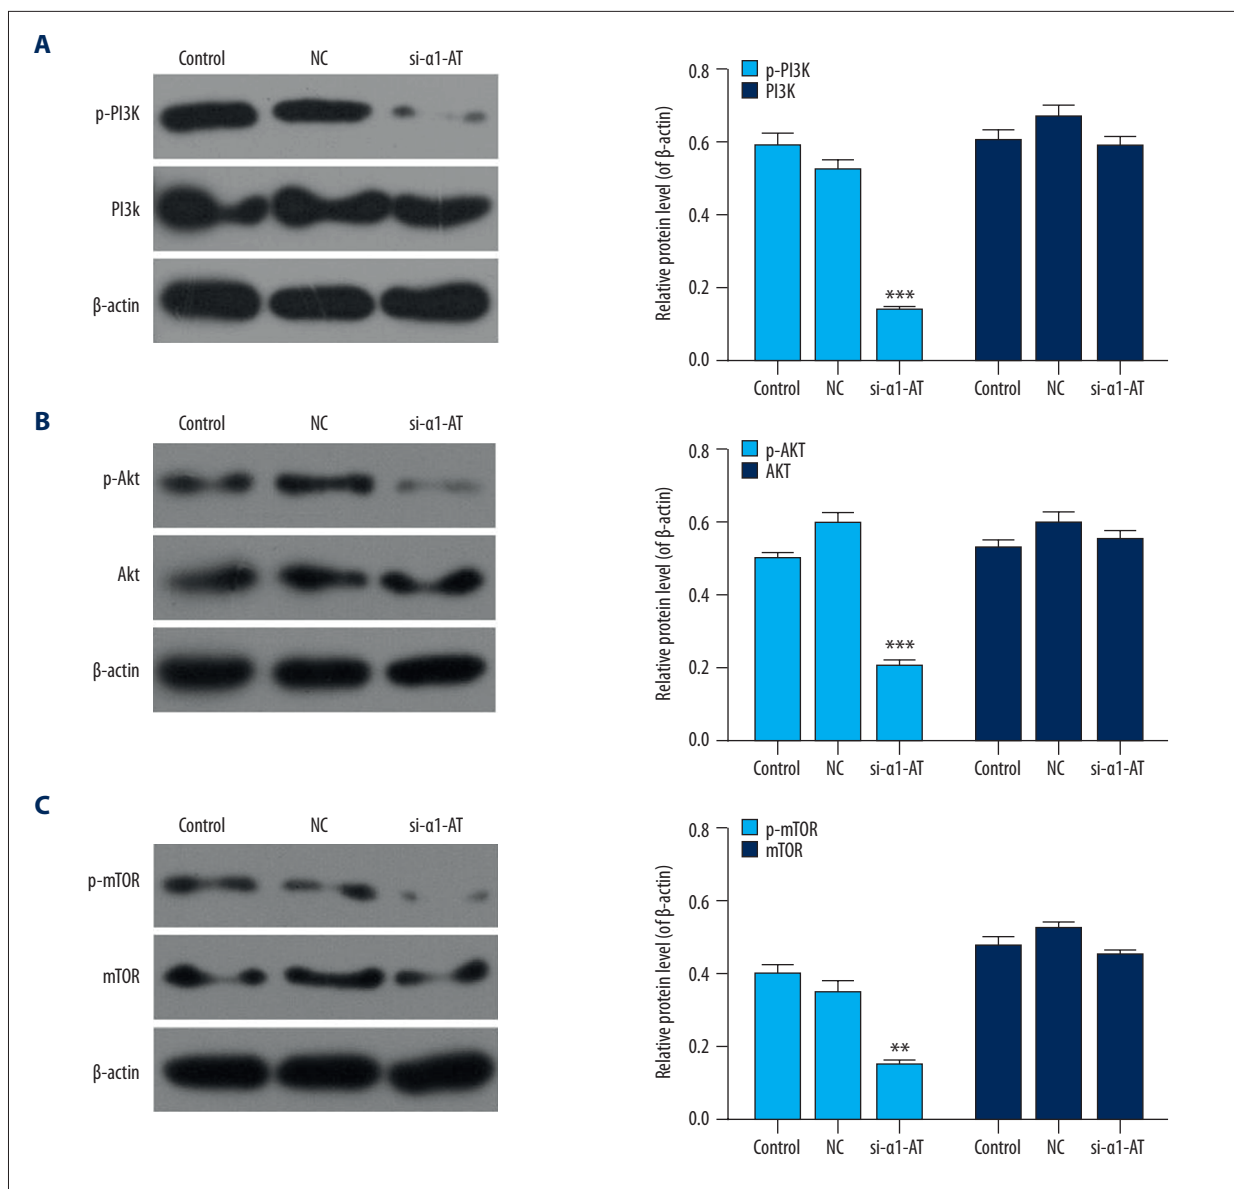 A
Control NC si-α1-AT
p-PI3K
PI3k
β-actin
p-PI3K
PI3K
Relative protein level (of β-actin)
0.8
0.6
0.4
0.2
0.0
***
Control NC si-α1-AT Control NC si-α1-AT
B
Control NC si-α1-AT
p-Akt
Akt
β-actin
p-AKT
AKT
Relative protein level (of β-actin)
0.8
0.6
0.4
0.2
0.0
***
Control NC si-α1-AT Control NC si-α1-AT
C
Control NC si-α1-AT
p-mTOR
mTOR
β-actin
p-mTOR
mTOR
Relative protein level (of β-actin)
0.8
0.6
0.4
0.2
0.0
**
Control NC si-α1-AT Control NC si-α1-AT